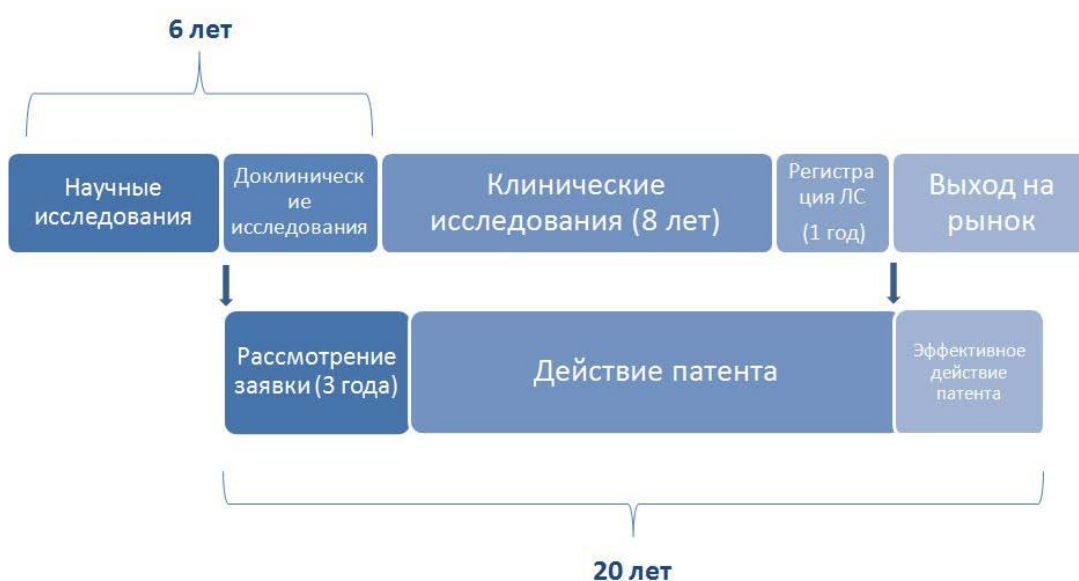 6 лет
Научные
исследования
Доклиническ
ие
исследования
Клинические
исследования (8 лет)
Регистра
ция ЛС
(1 год)
Выход на
рынок
Рассмотрение
заявки (3 года)
Действие патента
Эффективное
действие
патента
20 лет